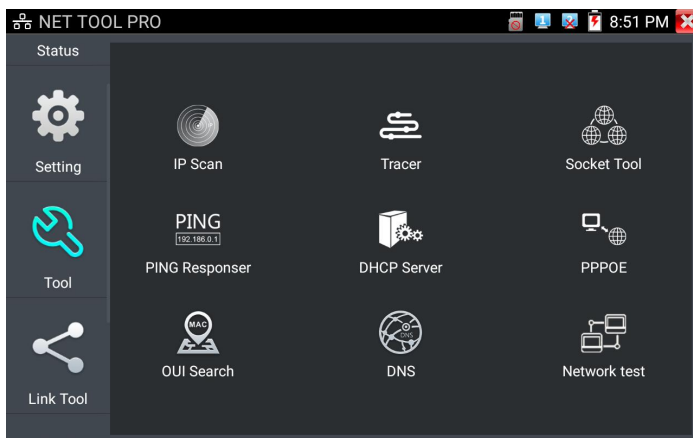 NET TOOL PRO
1
8:51 PM
Status
Setting
Tool
Link Tool
IP Scan
Tracer
Socket Tool
PING
192.186.0.1
PING Responser
DHCP Server
PPPOE
MAC
OUI Search
DNS
DNS
Network test